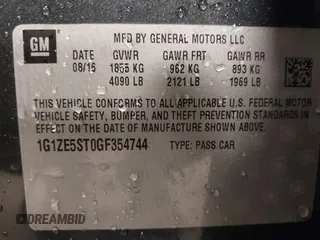 GM
MFD BY GENERAL MOTORS LLC
DATE GVWR GAWR FRT GAWR RR
08/15 1855 KG 962 KG 893 KG
4090 LB 2121 LB 1969 LB
THIS VEHICLE CONFORMS TO ALL APPLICABLE U.S. FEDERAL MOTOR
VEHICLE SAFETY, BUMPER, AND THEFT PREVENTION STANDARDS
IN EFFECT ON THE DATE OF MANUFACTURE SHOWN ABOVE.
1G1ZE5ST0GF354744 TYPE: PASS CAR
© RAWBIDMD